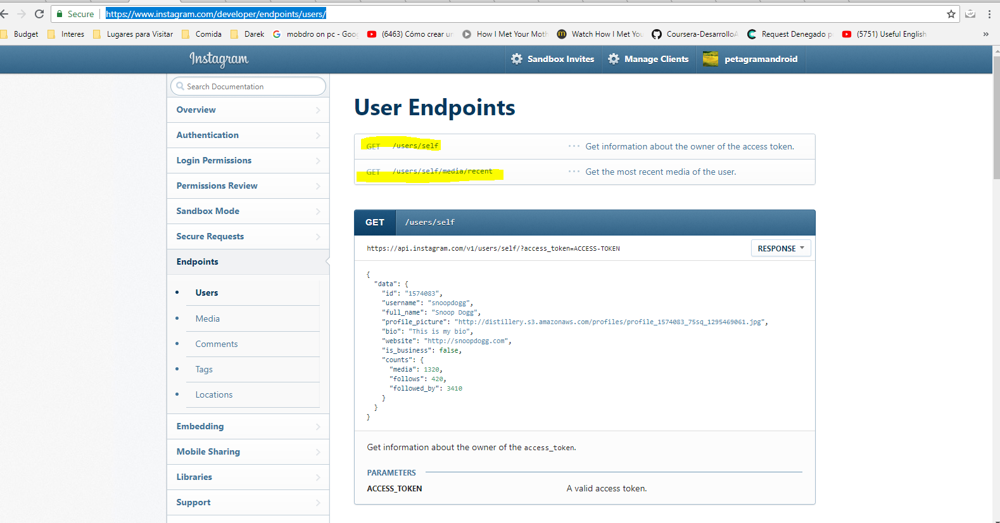 Secure https://www.instagram.com/developer/endpoints/users/
Budget Interes Lugares para Visitar Comida Darek mobdro on pc - Goo (6463) Cómo crear u How I Met Your Mot Watch How I Met Yo Coursera-Desarrollo Request Denegado p (5751) Useful English »
Instagram Sandbox Invites Manage Clients petagramandroid
Search Documentation
Overview
Authentication
Login Permissions
Permissions Review
Sandbox Mode
Secure Requests
Endpoints
Users
Media
Comments
Tags
Locations
Embedding
Mobile Sharing
Libraries
Support
User Endpoints
GET /users/self ··· Get information about the owner of the access token.
GET /users/self/media/recent ··· Get the most recent media of the user.
GET /users/self
https://api.instagram.com/v1/users/self/?access_token=ACCESS-TOKEN RESPONSE
{
"data": {
"id": "1574083",
"username": "snoopdogg",
"full_name": "Snoop Dogg",
"profile_picture": "http://distillery.s3.amazonaws.com/profiles/profile_1574083_75sq_1295469061.jpg",
"bio": "This is my bio",
"website": "http://snoopdogg.com",
"is_business": false,
"counts": {
"media": 1320,
"follows": 420,
"followed_by": 3410
}
}
}
Get information about the owner of the access_token.
PARAMETERS
ACCESS_TOKEN A valid access token.